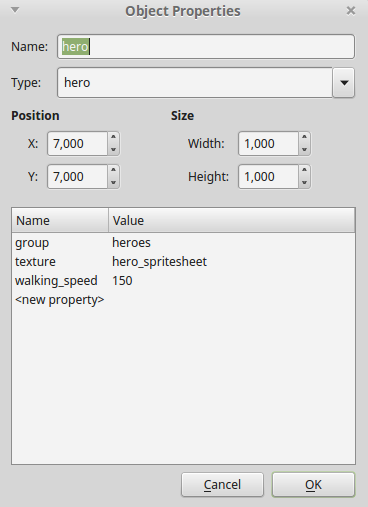 Object Properties
Name: hero
Type: hero
Position Size
X: 7,000 Width: 1,000
Y: 7,000 Height: 1,000
Name Value
group heroes
texture hero_spritesheet
walking_speed 150
<new property>
Cancel OK